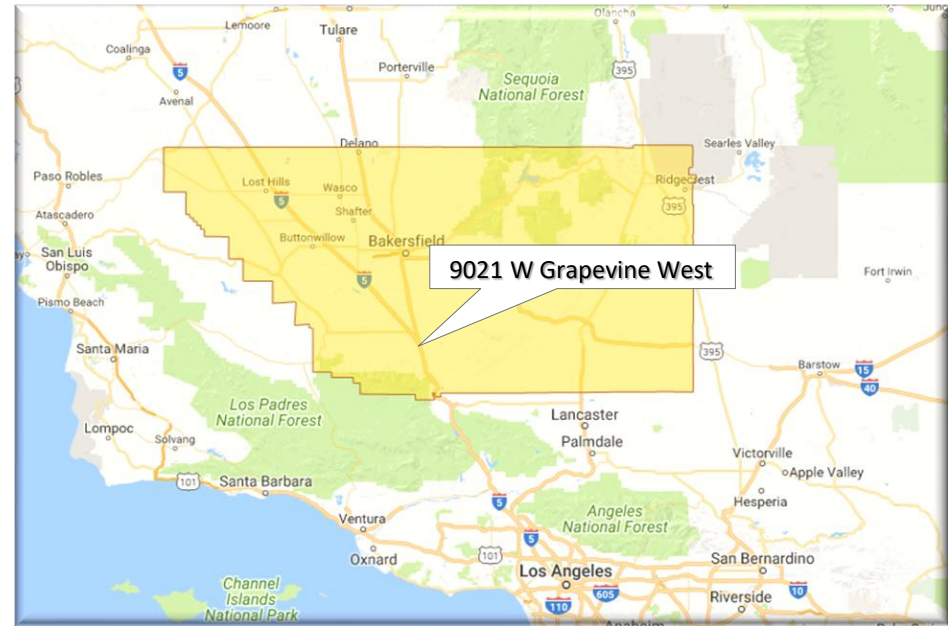 Olancha
Lemoore
Tulare
Coalinga
5
Porterville
395
Sequoia
National Forest
Avenal
Delano
Searles Valley
Paso Robles
Lost Hills
Wasco
Ridgecrest
5
395
Atascadero
Shafter
Buttonwillow
Bakersfield
San Luis
Obispo
9021 W Grapevine West
Fort Irwin
5
Pismo Beach
Santa Maria
395
Barstow
15
40
Los Padres
National Forest
Lancaster
Lompoc
Solvang
Palmdale
Victorville
101
Santa Barbara
Apple Valley
5
Hesperia
Ventura
Angeles
National Forest
5
Oxnard
101
San Bernardino
Los Angeles
Channel
Islands
National Park
605
10
110
Riverside
Anaheim